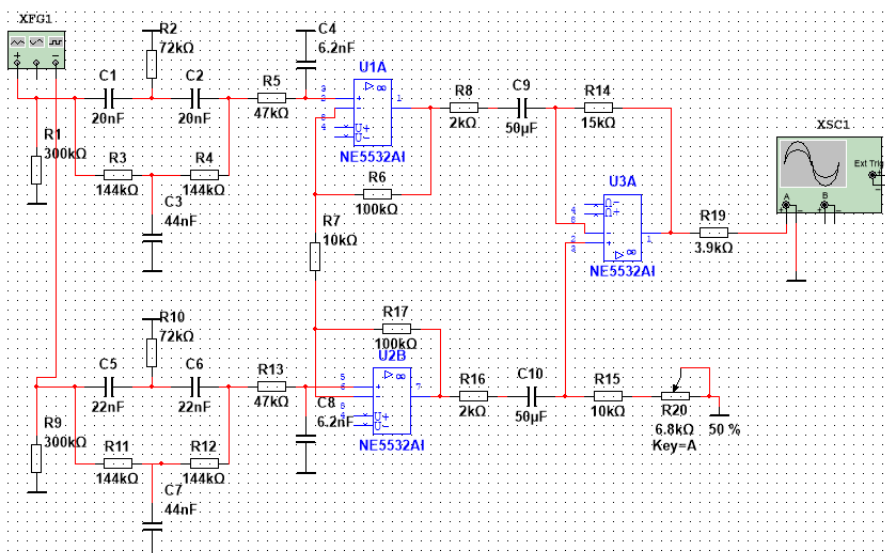 XFG1
R2
72kΩ
C4
6.2nF
U1A
C1
20nF
C2
20nF
R5
47kΩ
NE5532AI
R8
2kΩ
C9
50µF
R14
15kΩ
XSC1
Ext Trig
A
B
R1
300kΩ
R3
144kΩ
R4
144kΩ
R6
100kΩ
U3A
NE5532AI
R19
3.9kΩ
C3
44nF
R7
10kΩ
R10
72kΩ
R17
100kΩ
U2B
C5
22nF
C6
22nF
R13
47kΩ
NE5532AI
R16
2kΩ
C10
50µF
R15
10kΩ
R20
6.8kΩ
Key=A
50 %
C8
6.2nF
R9
300kΩ
R11
144kΩ
R12
144kΩ
C7
44nF